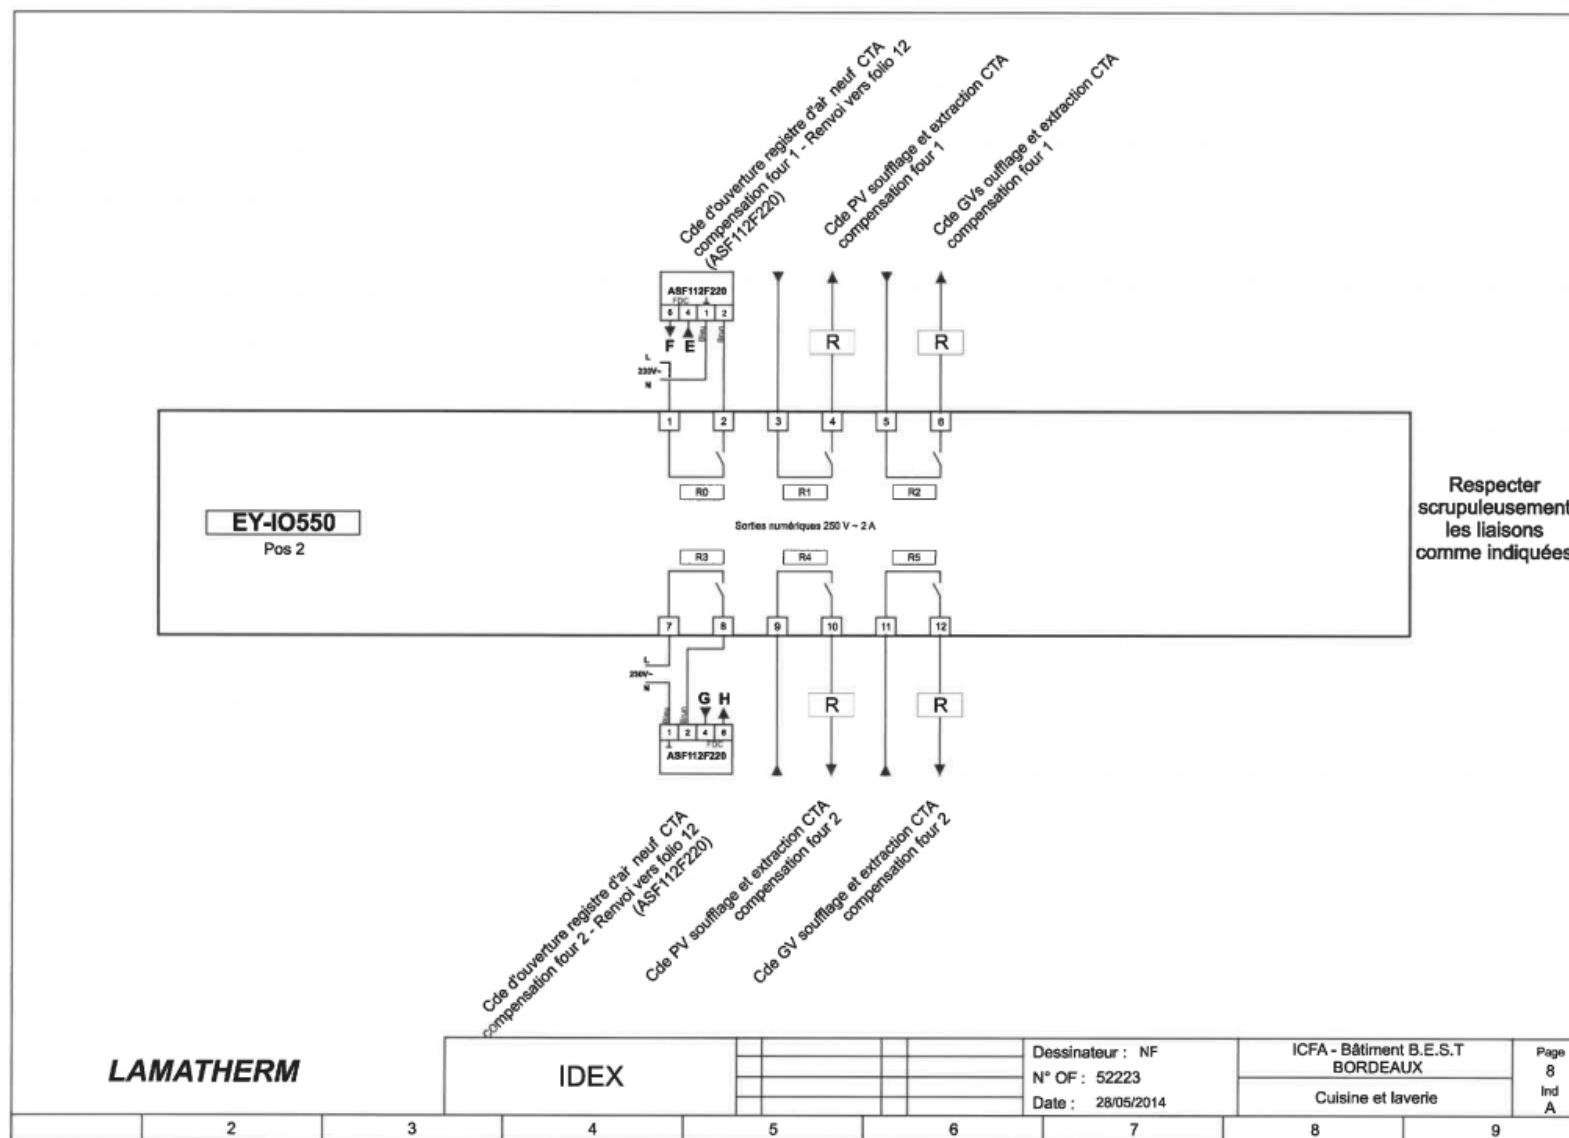 Cde d'ouverture registre d'air neuf CTA
compensation four 1 - Renvoi vers folio 12
(ASF112F220)
Cde PV soufflage et extraction CTA
compensation four 1
Cde GVs oufflage et extraction CTA
compensation four 1
ASF112F220
FDC
5 4 1 2
F E
Bleu
Brun
L
230V~
N
1 2 3 4 5 6
R
R
R0 R1 R2
EY-IO550
Pos 2
Sorties numériques 250 V ~ 2 A
Respecter
scrupuleusement
les liaisons
comme indiquées
R3 R4 R5
7 8 9 10 11 12
L
230V~
N
Bleu
Brun
G H
R
R
1 2 4 6
FDC
ASF112F220
Cde d'ouverture registre d'air neuf CTA
compensation four 2 - Renvoi vers folio 12
(ASF112F220)
Cde PV soufflage et extraction CTA
compensation four 2
Cde GV soufflage et extraction CTA
compensation four 2
LAMATHERM
IDEX
Dessinateur : NF
N° OF : 52223
Date : 28/05/2014
ICFA - Bâtiment B.E.S.T
BORDEAUX
Cuisine et laverie
Page
8
Ind
A
2 3 4 5 6 7 8 9